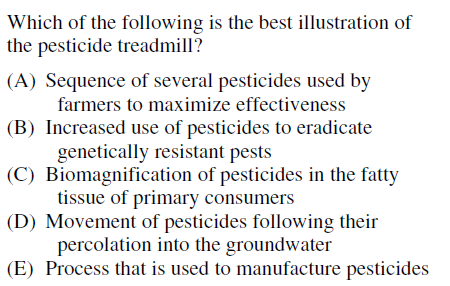 Which of the following is the best illustration of
the pesticide treadmill?
(A) Sequence of several pesticides used by
farmers to maximize effectiveness
(B) Increased use of pesticides to eradicate
genetically resistant pests
(C) Biomagnification of pesticides in the fatty
tissue of primary consumers
(D) Movement of pesticides following their
percolation into the groundwater
(E) Process that is used to manufacture pesticides